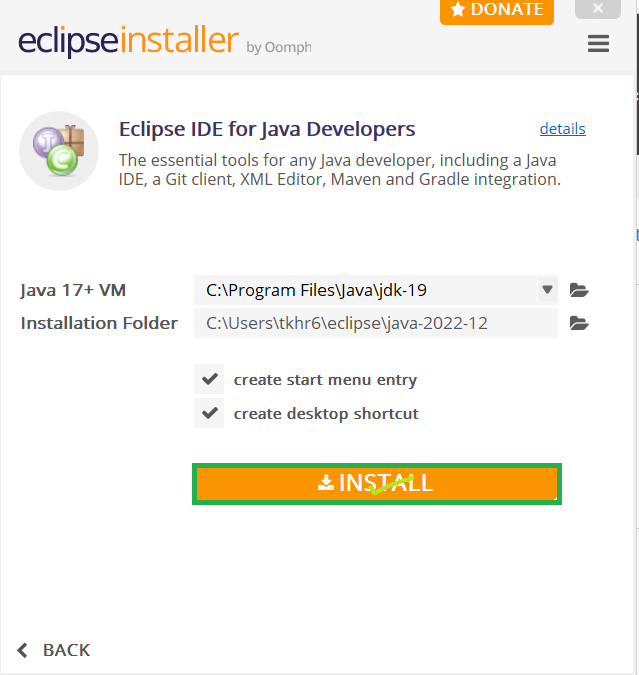 DONATE
eclipseinstaller by Oomph
Eclipse IDE for Java Developers details
The essential tools for any Java developer, including a Java
IDE, a Git client, XML Editor, Maven and Gradle integration.
Java 17+ VM C:\Program Files\Java\jdk-19
Installation Folder C:\Users\tkhr6\eclipse\java-2022-12
create start menu entry
create desktop shortcut
INSTALL
BACK